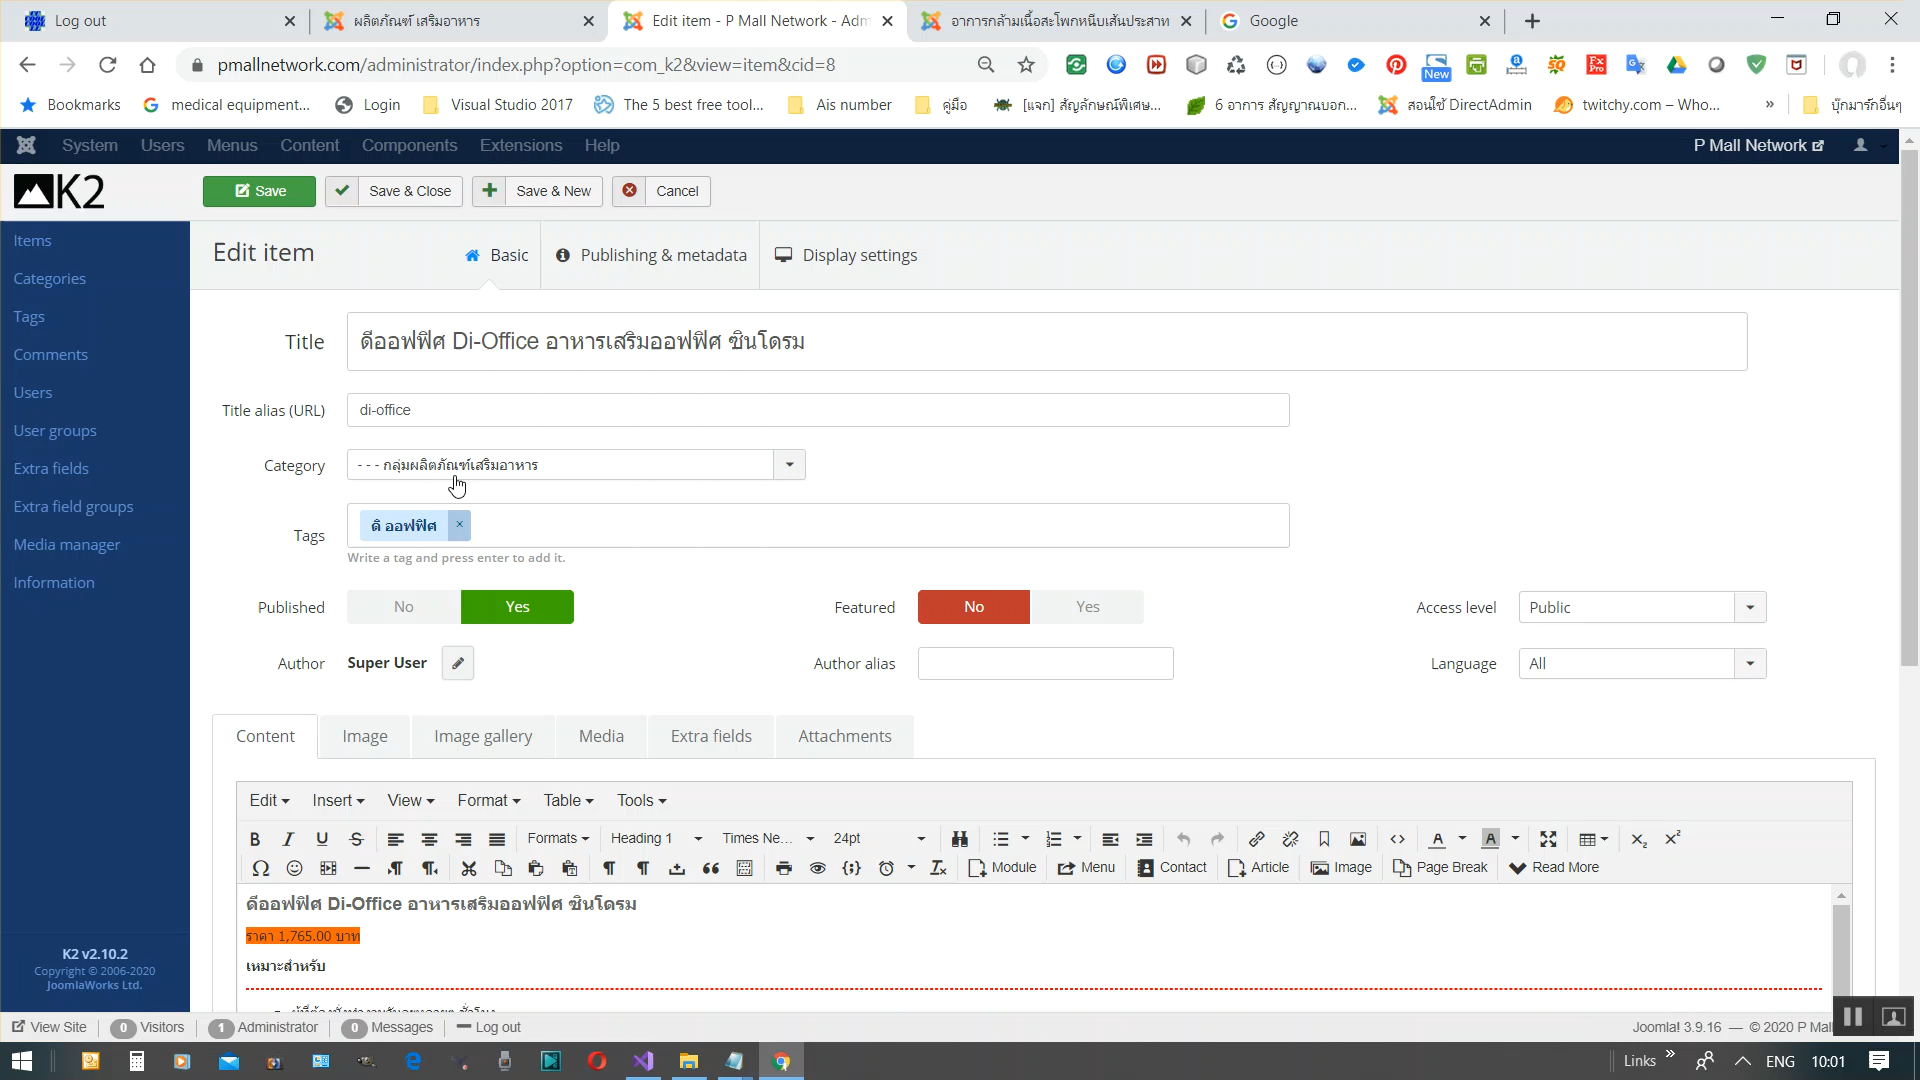 Log out
ผลิตภัณฑ์ เสริมอาหาร
Edit item - P Mall Network - Adm
อาการกล้ามเนื้อสะโพกหนีบเส้นประสาท
Google
pmallnetwork.com/administrator/index.php?option=com_k2&view=item&cid=8
New
Bookmarks
medical equipment...
Login
Visual Studio 2017
The 5 best free tool...
Ais number
คู่มือ
[แจก] สัญลักษณ์พิเศษ...
6 อาการ สัญญาณบอก...
สอนใช้ DirectAdmin
twitchy.com – Who...
บุ๊กมาร์กอื่นๆ
System Users Menus Content Components Extensions Help
P Mall Network
K2
Save
Save & Close
Save & New
Cancel
Items
Categories
Tags
Comments
Users
User groups
Extra fields
Extra field groups
Media manager
Information
K2 v2.10.2
Copyright © 2006-2020
JoomlaWorks Ltd.
Edit item
Basic
Publishing & metadata
Display settings
Title
ดีออฟฟิศ Di-Office อาหารเสริมออฟฟิศ ซินโดรม
Title alias (URL)
di-office
Category
- - - กลุ่มผลิตภัณฑ์เสริมอาหาร
Tags
ดิ ออฟฟิศ ×
Write a tag and press enter to add it.
Published No Yes
Featured No Yes
Access level Public
Author Super User
Author alias
Language All
Content Image Image gallery Media Extra fields Attachments
Edit Insert View Format Table Tools
Formats Heading 1 Times Ne... 24pt
Module Menu Contact Article Image Page Break Read More
ดีออฟฟิศ Di-Office อาหารเสริมออฟฟิศ ซินโดรม
ราคา 1,765.00 บาท
เหมาะสำหรับ
View Site 0 Visitors 1 Administrator 0 Messages Log out
Joomla! 3.9.16 — © 2020 P Mal
Links
ENG
10:01